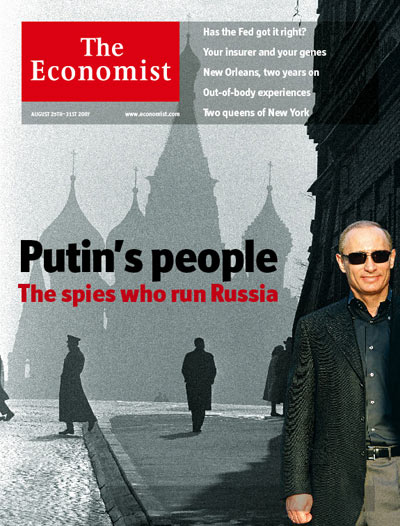 The
Economist
AUGUST 25TH–31ST 2007
www.economist.com
Has the Fed got it right?
Your insurer and your genes
New Orleans, two years on
Out-of-body experiences
Two queens of New York
Putin's people
The spies who run Russia